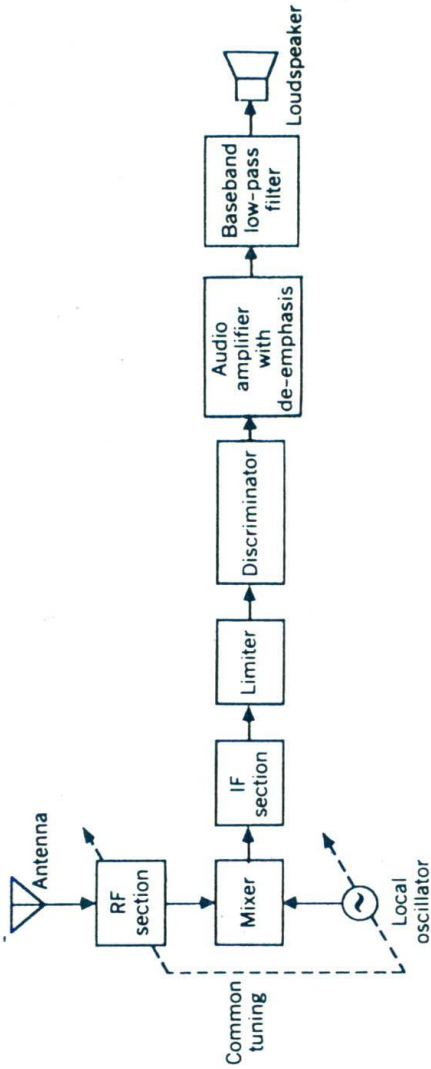 Antenna
RF
section
Common
tuning
Mixer
Local
oscillator
IF
section
Limiter
Discriminator
Audio
amplifier
with
de-emphasis
Baseband
low-pass
filter
Loudspeaker